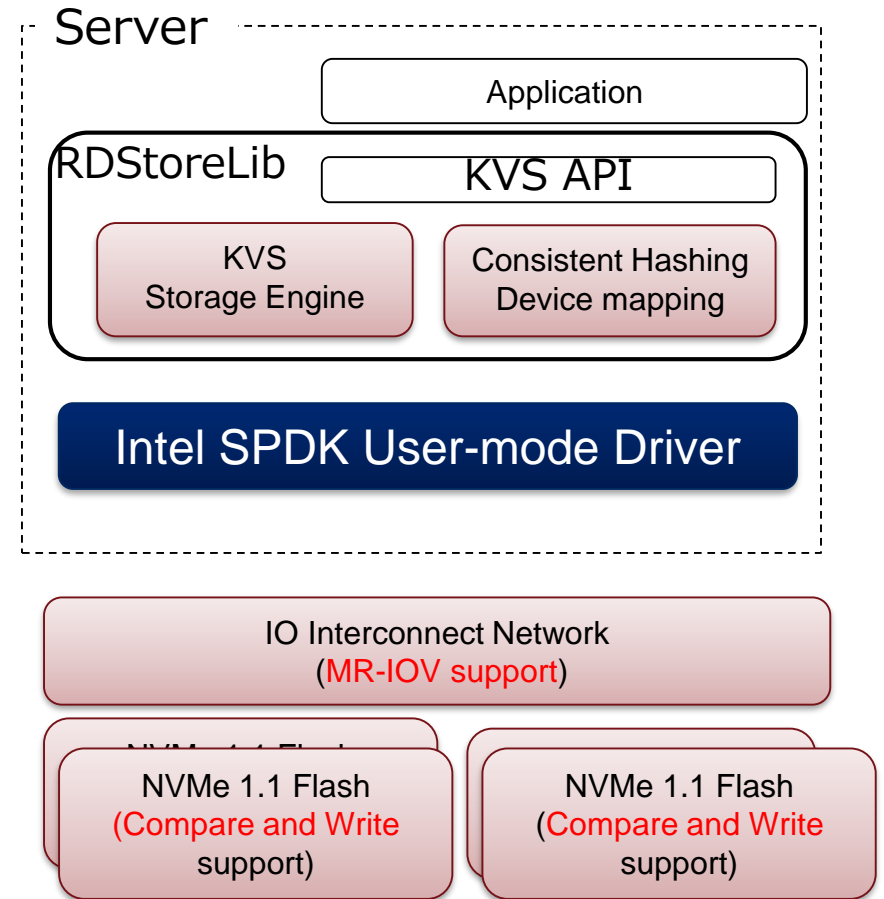 Server
Application
RDStoreLib
KVS API
KVS
Storage Engine
Consistent Hashing
Device mapping
Intel SPDK User-mode Driver
IO Interconnect Network
(MR-IOV support)
NVMe 1.1 Flash
(Compare and Write
support)
NVMe 1.1 Flash
(Compare and Write
support)